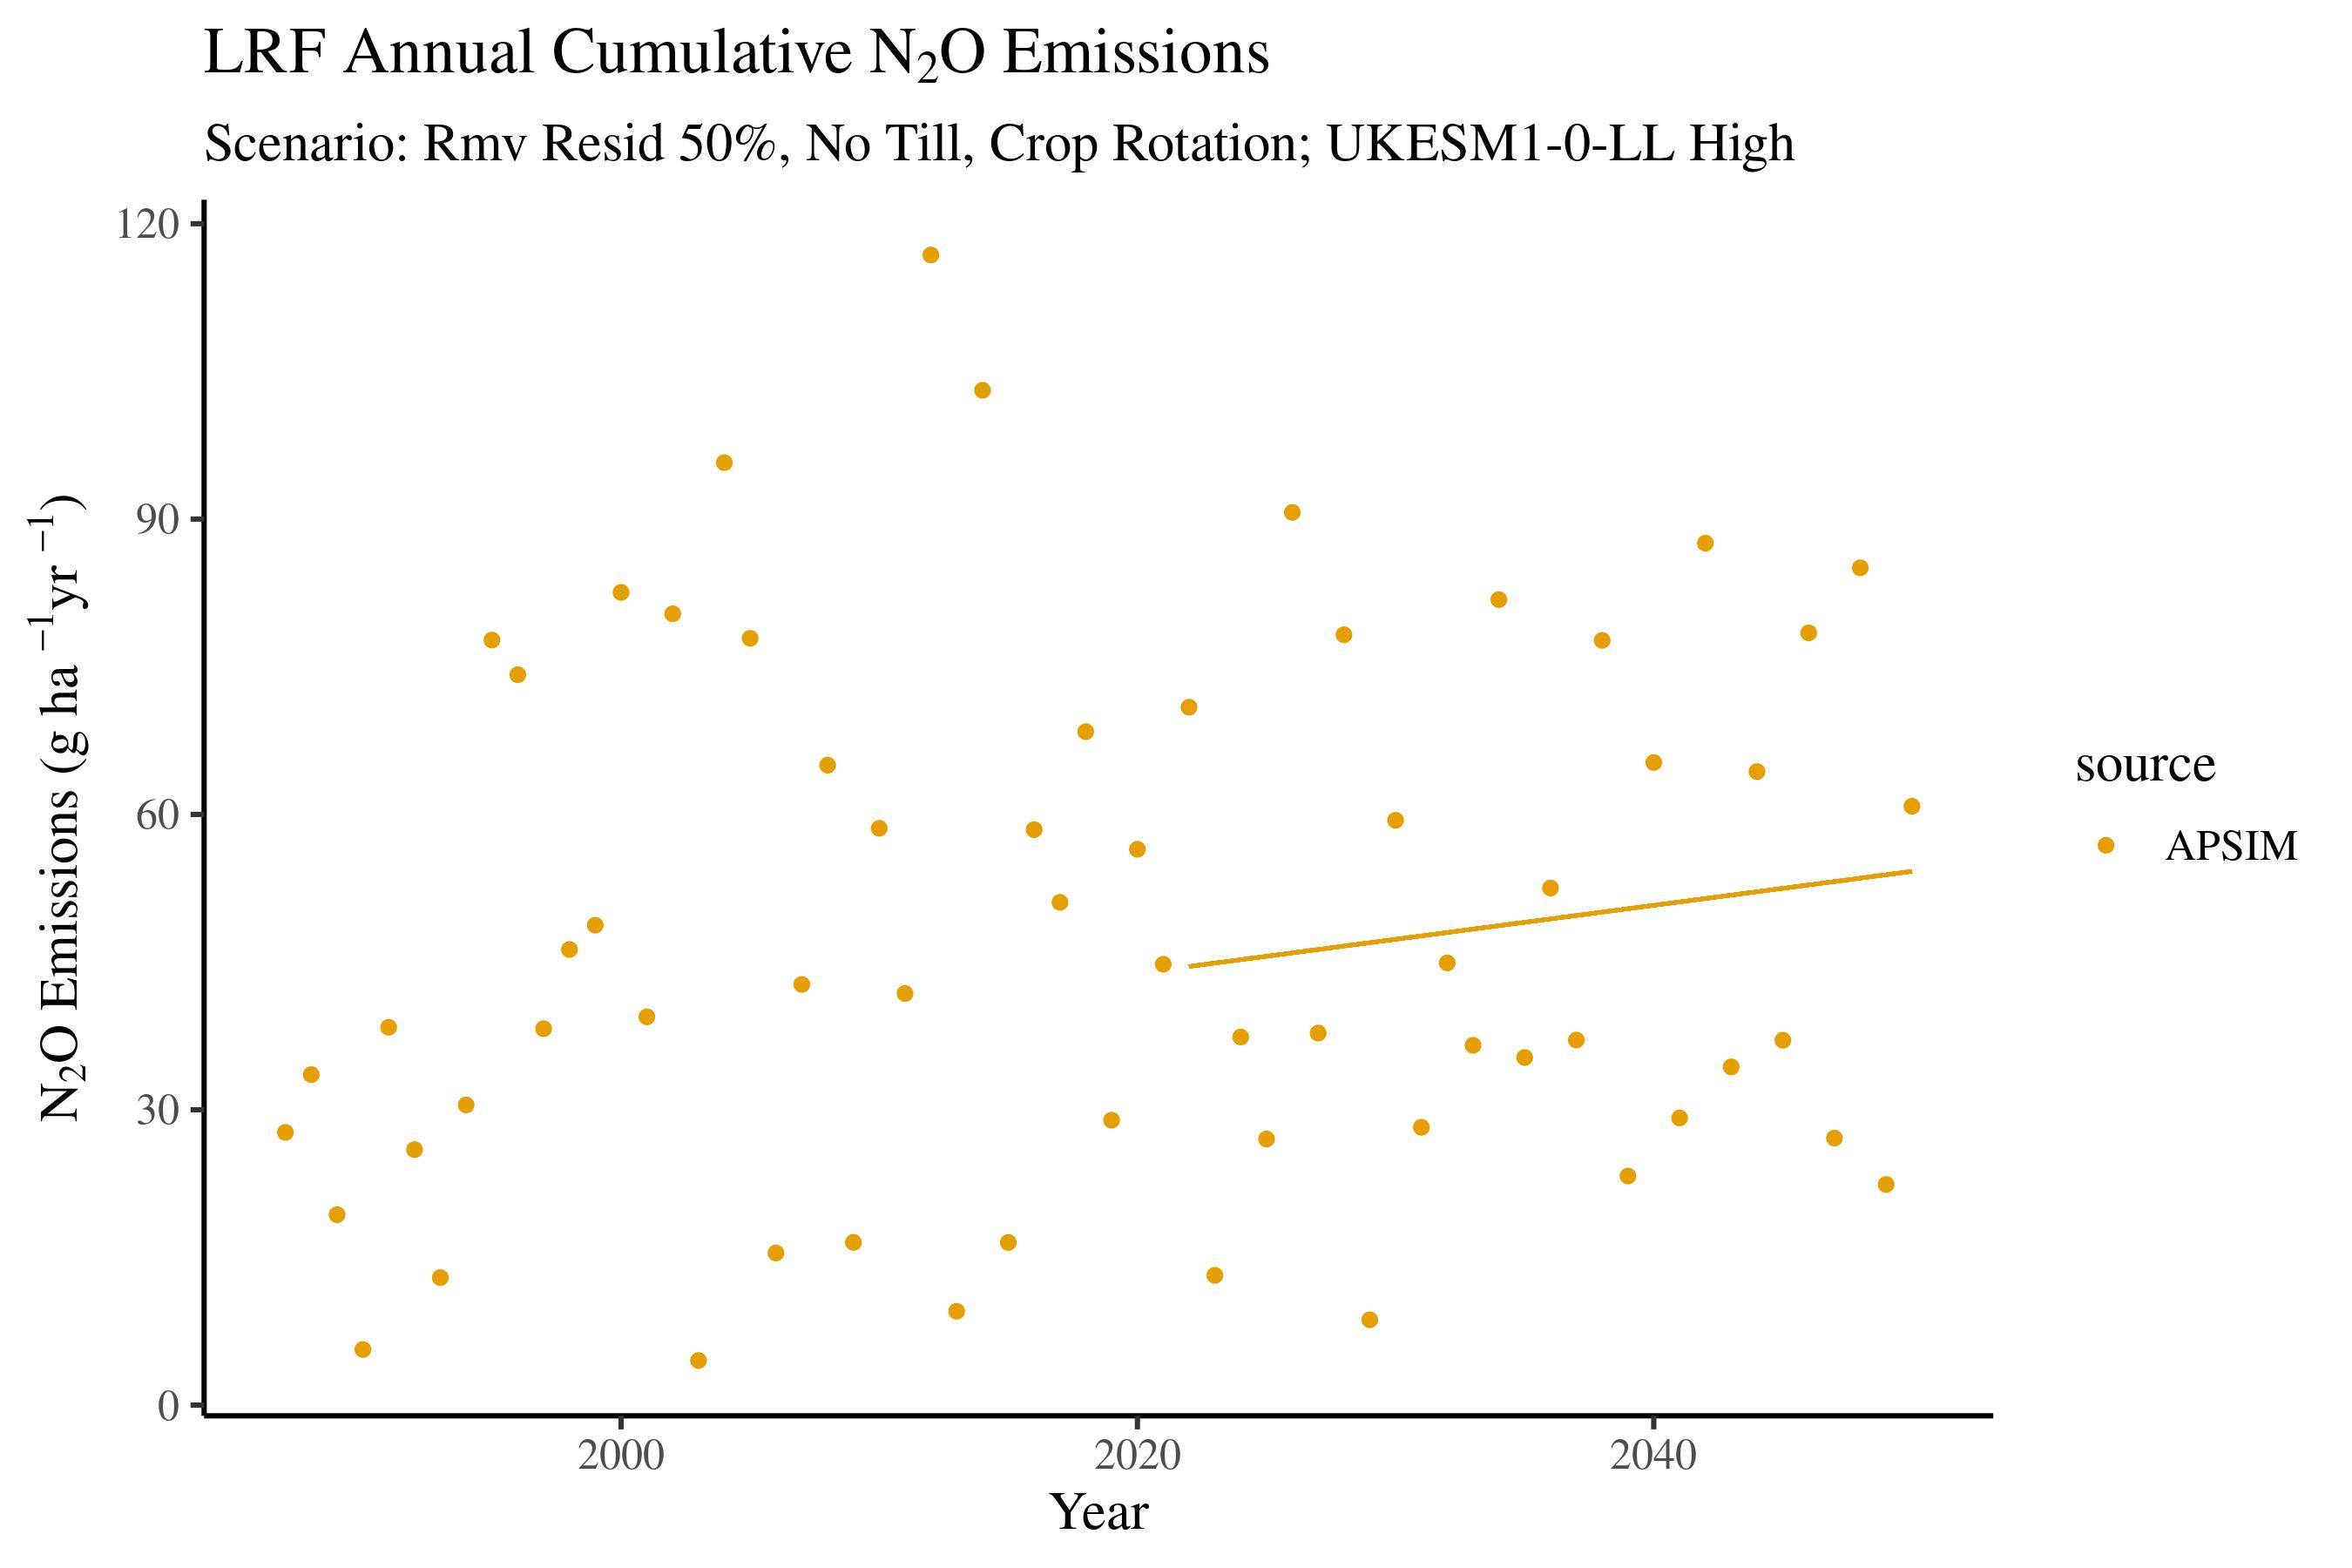 LRF Annual Cumulative N₂O Emissions
Scenario: Rmv Resid 50%, No Till, Crop Rotation; UKESM1-0-LL High
N₂O Emissions (g ha ⁻¹yr ⁻¹)
120
90
60
30
0
2000 2020 2040
Year
source
APSIM